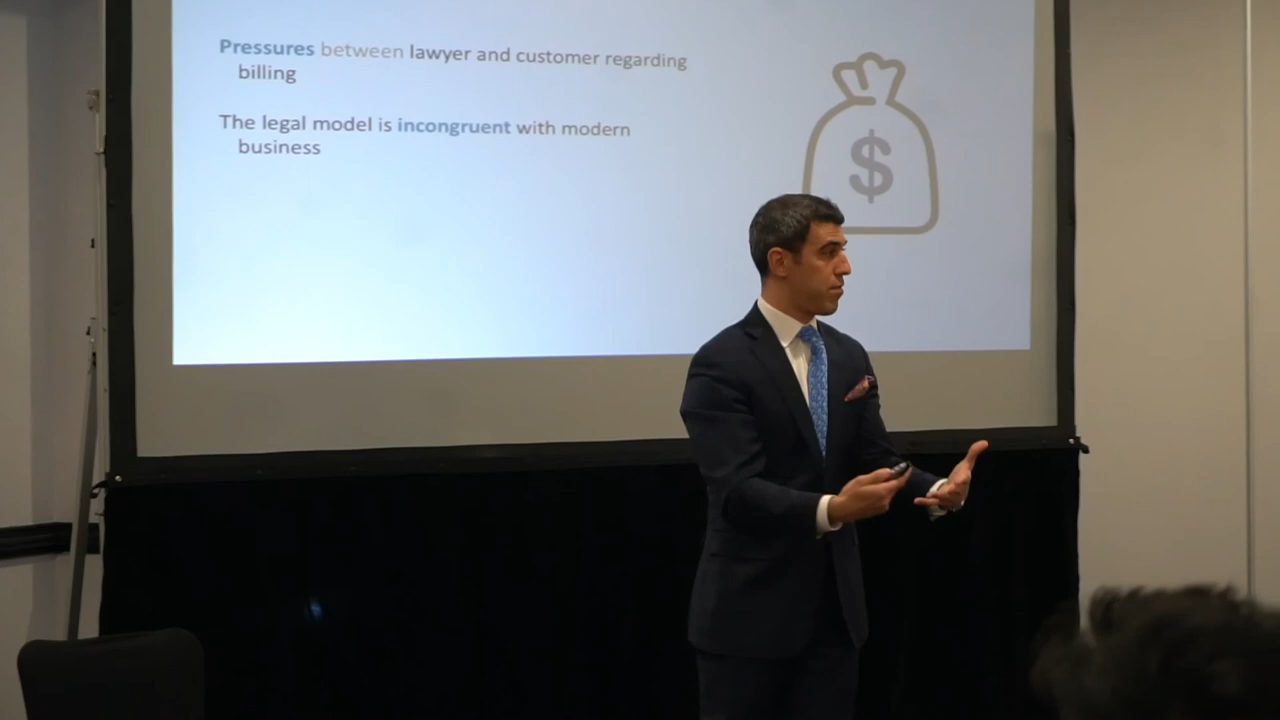 Pressures between lawyer and customer regarding
billing
The legal model is incongruent with modern
business
$